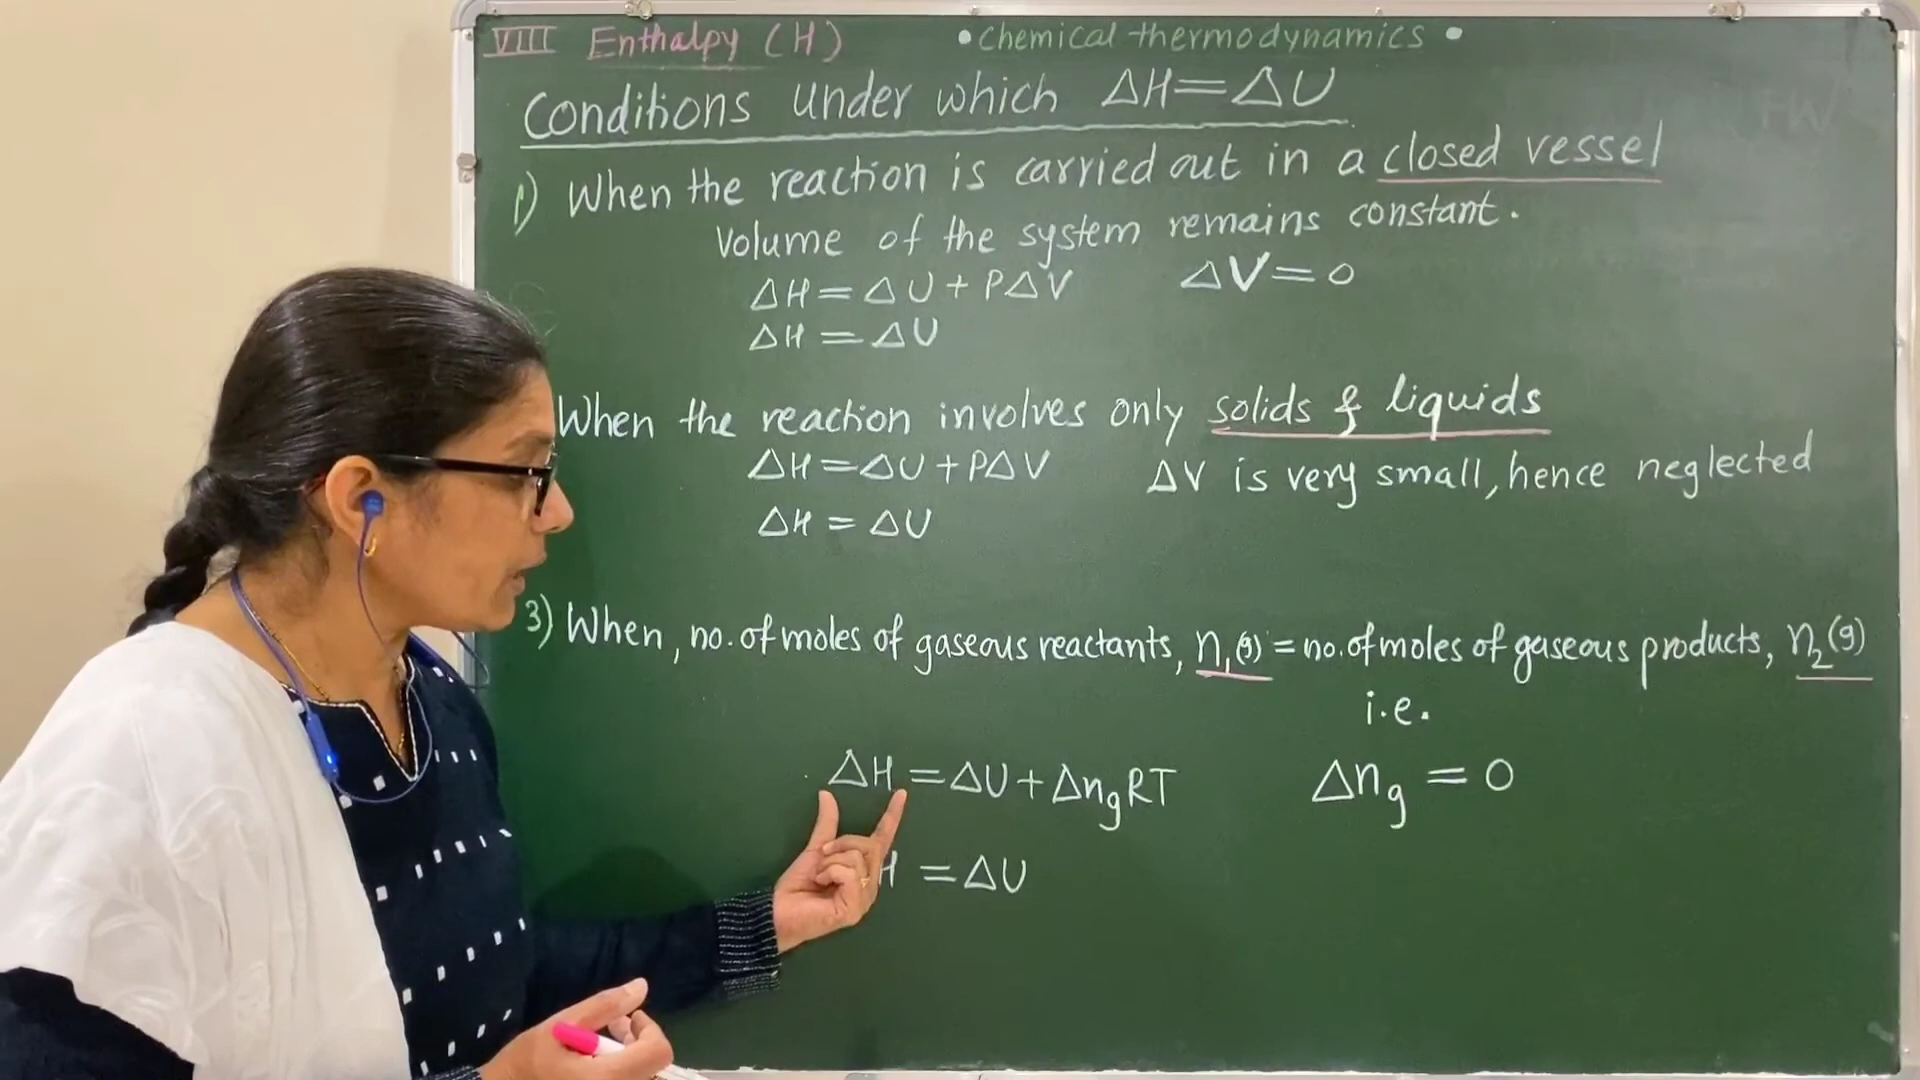 VIII Enthalpy (H) • chemical thermodynamics •
Conditions under which ΔH=ΔU
1) When the reaction is carried out in a closed vessel
Volume of the system remains constant.
ΔH = ΔU + PΔV ΔV = 0
ΔH = ΔU
When the reaction involves only solids & liquids
ΔH = ΔU + PΔV ΔV is very small, hence neglected
ΔH = ΔU
3) When, no. of moles of gaseous reactants, n₁(g) = no. of moles of gaseous products, n₂(g)
i.e.
ΔH = ΔU + Δn_gRT Δn_g = 0
H = ΔU